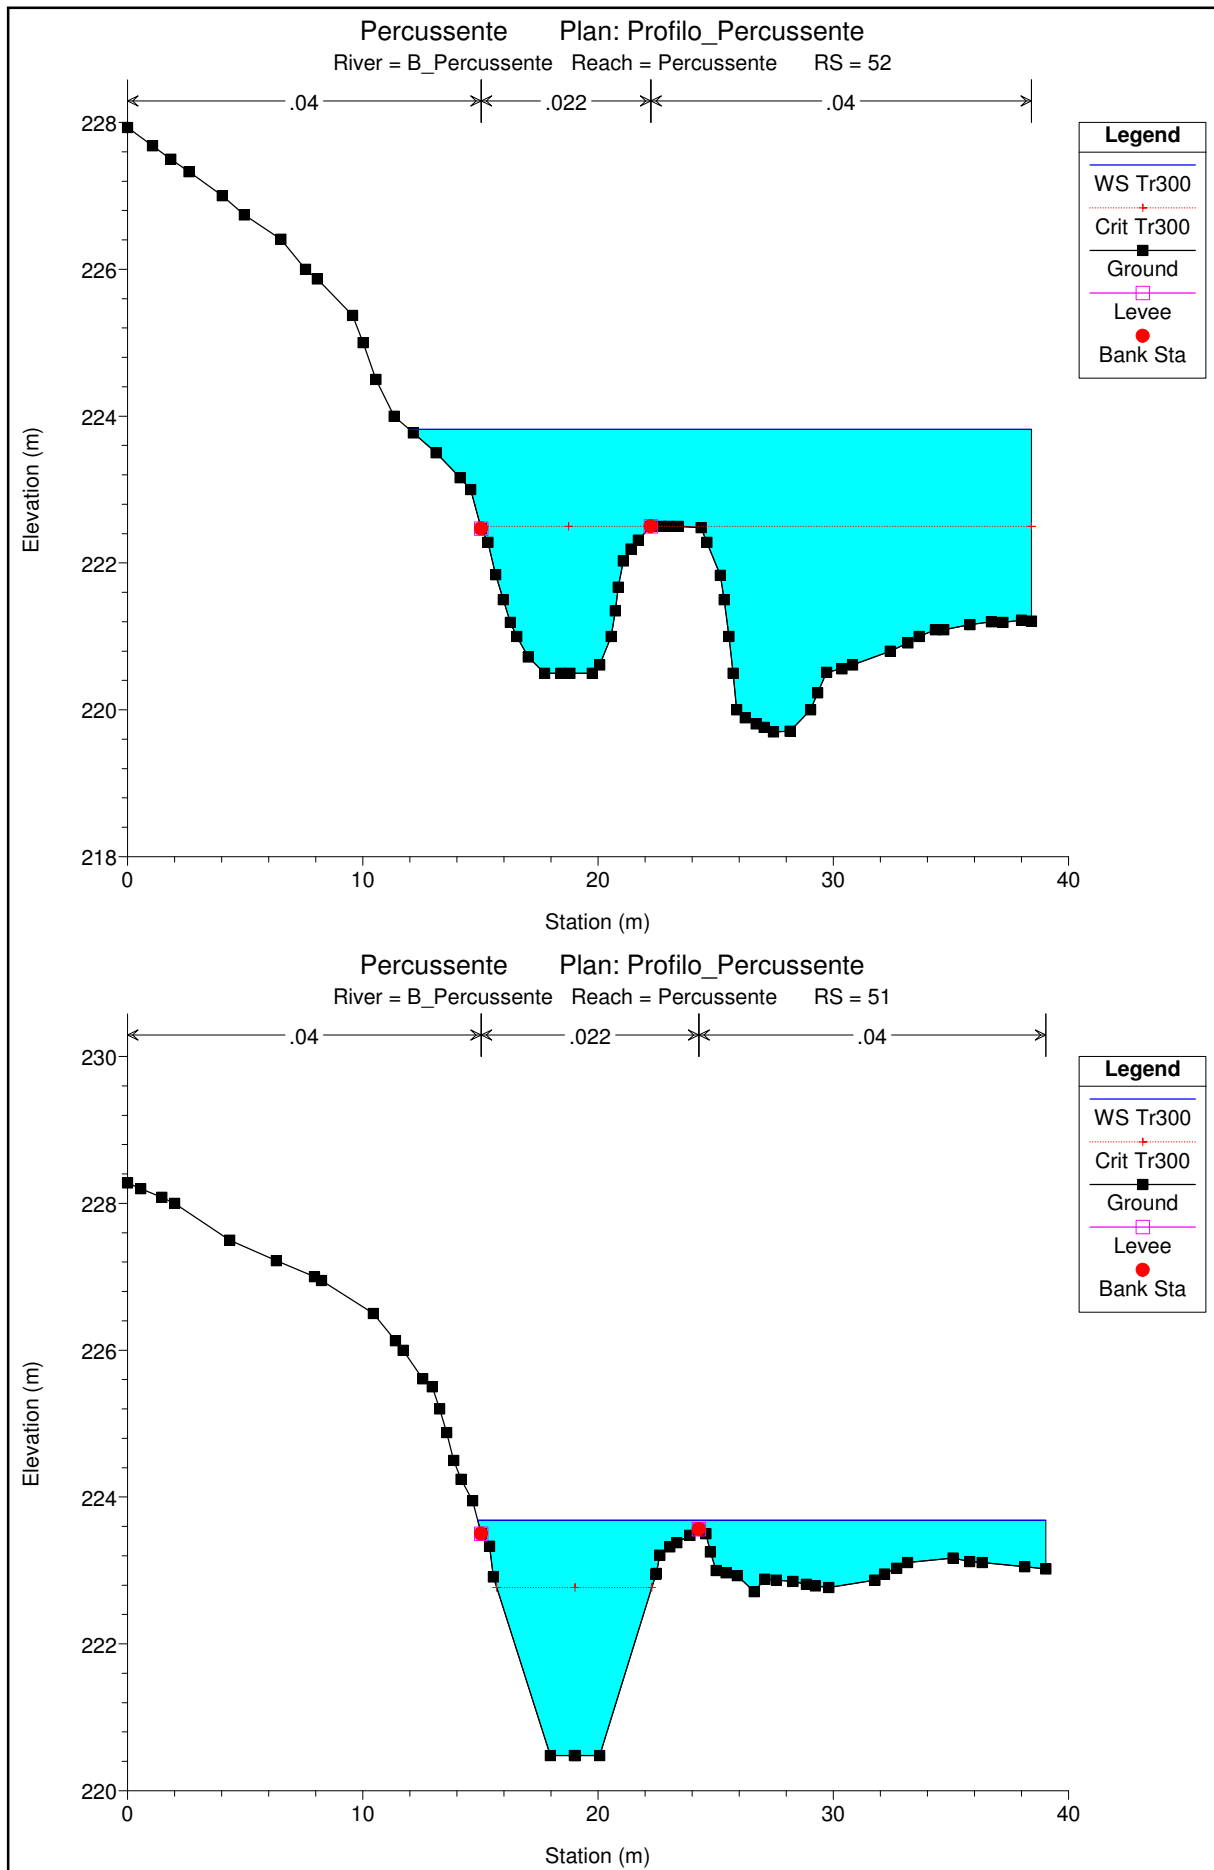 Percussente Plan: Profilo_Percussente
River = B_Percussente Reach = Percussente RS = 52
.04 .022 .04
228
226
224
222
220
218
Elevation (m)
0 10 20 30 40
Station (m)
Legend
WS Tr300
Crit Tr300
Ground
Levee
Bank Sta
Percussente Plan: Profilo_Percussente
River = B_Percussente Reach = Percussente RS = 51
.04 .022 .04
230
228
226
224
222
220
Elevation (m)
0 10 20 30 40
Station (m)
Legend
WS Tr300
Crit Tr300
Ground
Levee
Bank Sta